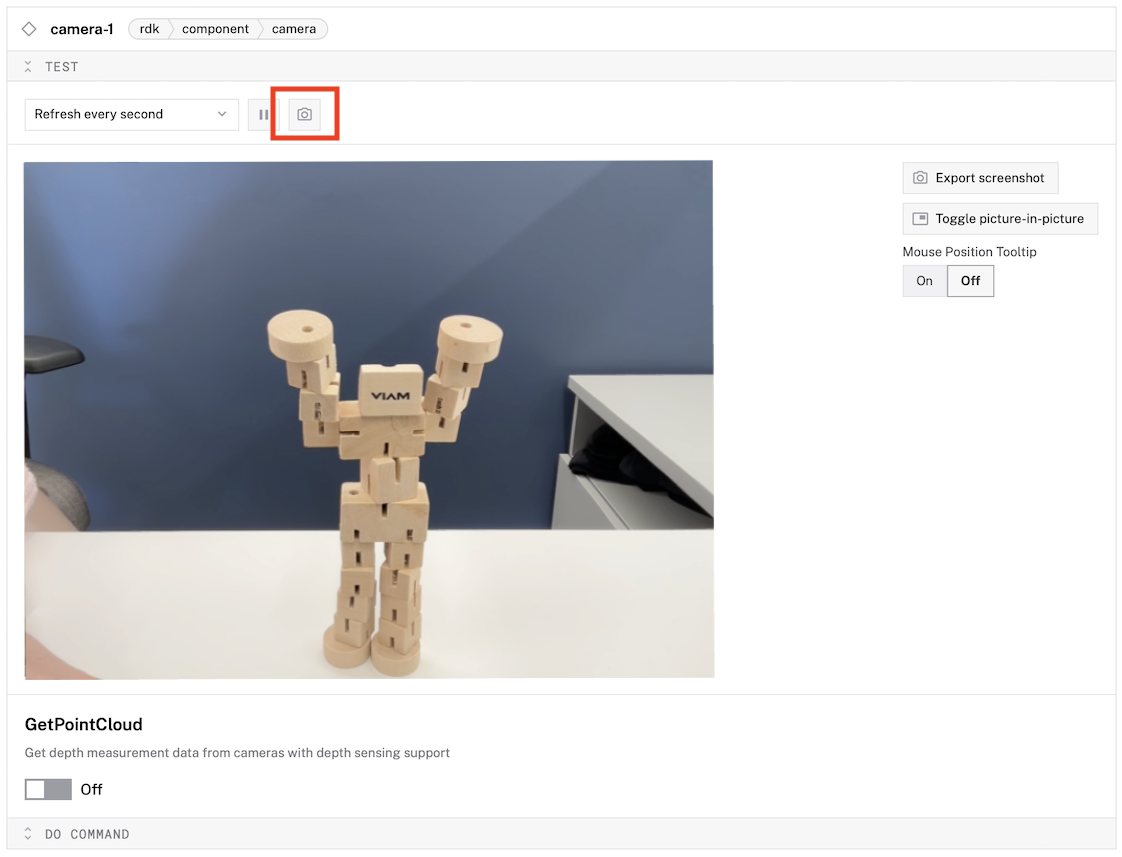 camera-1 rdk component camera
TEST
Refresh every second
Export screenshot
Toggle picture-in-picture
Mouse Position Tooltip
On Off
VIAM
GetPointCloud
Get depth measurement data from cameras with depth sensing support
Off
DO COMMAND